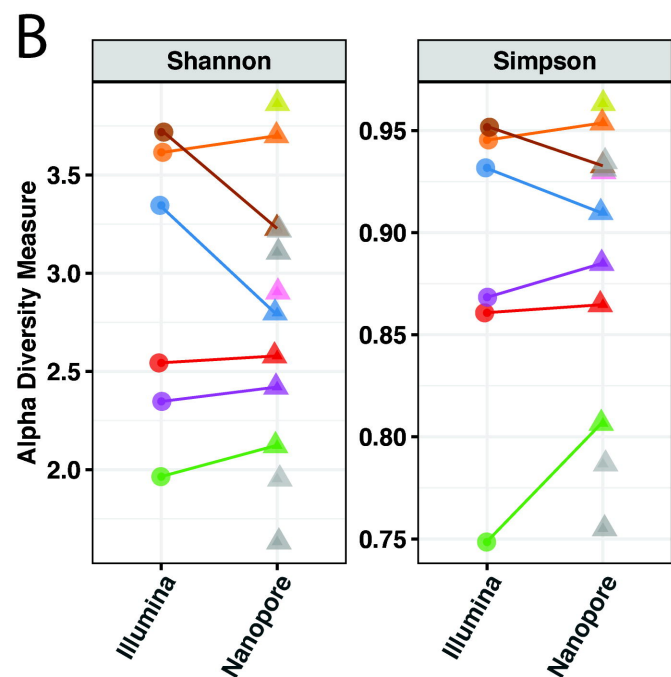 B
Shannon
Simpson
Alpha Diversity Measure
3.5
3.0
2.5
2.0
0.95
0.90
0.85
0.80
0.75
Illumina
Nanopore
Illumina
Nanopore